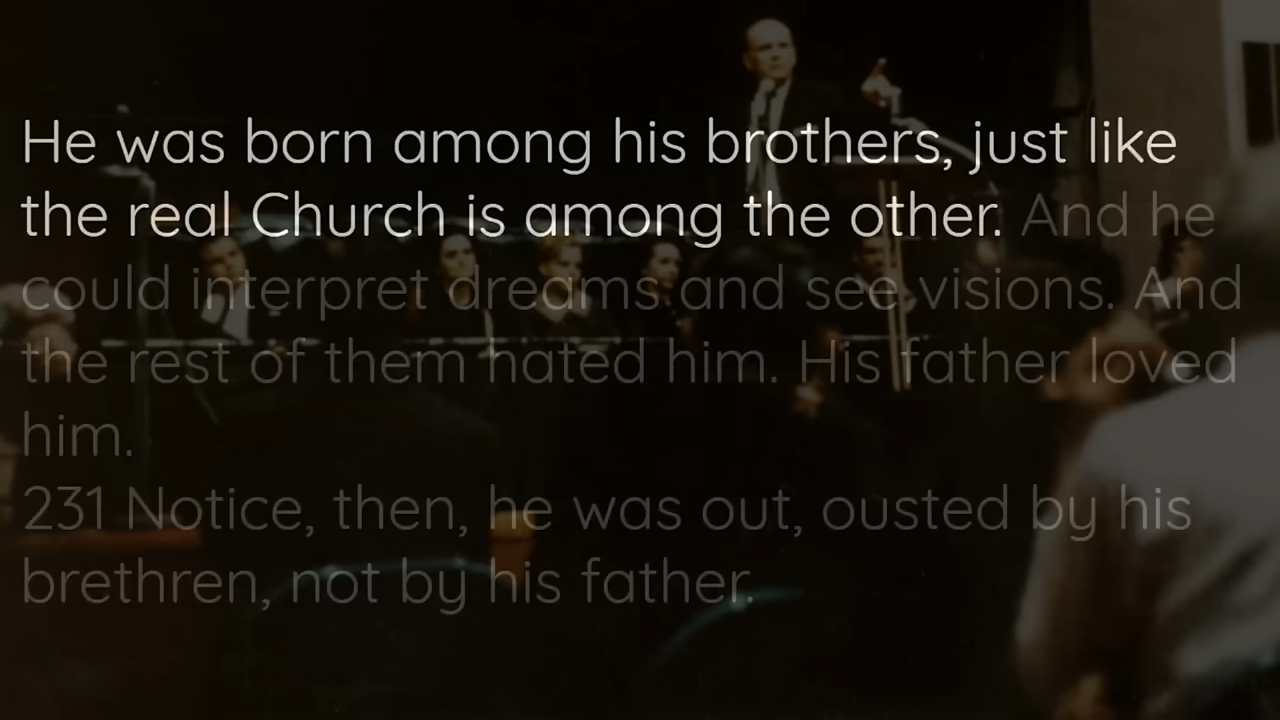 He was born among his brothers, just like
the real Church is among the other. And he
could interpret dreams and see visions. And
the rest of them hated him. His father loved
him.
231 Notice, then, he was out, ousted by his
brethren, not by his father.